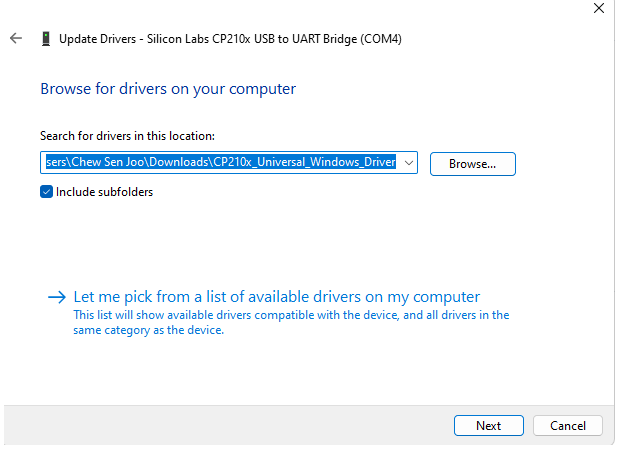 Update Drivers - Silicon Labs CP210x USB to UART Bridge (COM4)
Browse for drivers on your computer
Search for drivers in this location:
sers\Chew Sen Joo\Downloads\CP210x_Universal_Windows_Driver
Browse...
Include subfolders
Let me pick from a list of available drivers on my computer
This list will show available drivers compatible with the device, and all drivers in the
same category as the device.
Next
Cancel